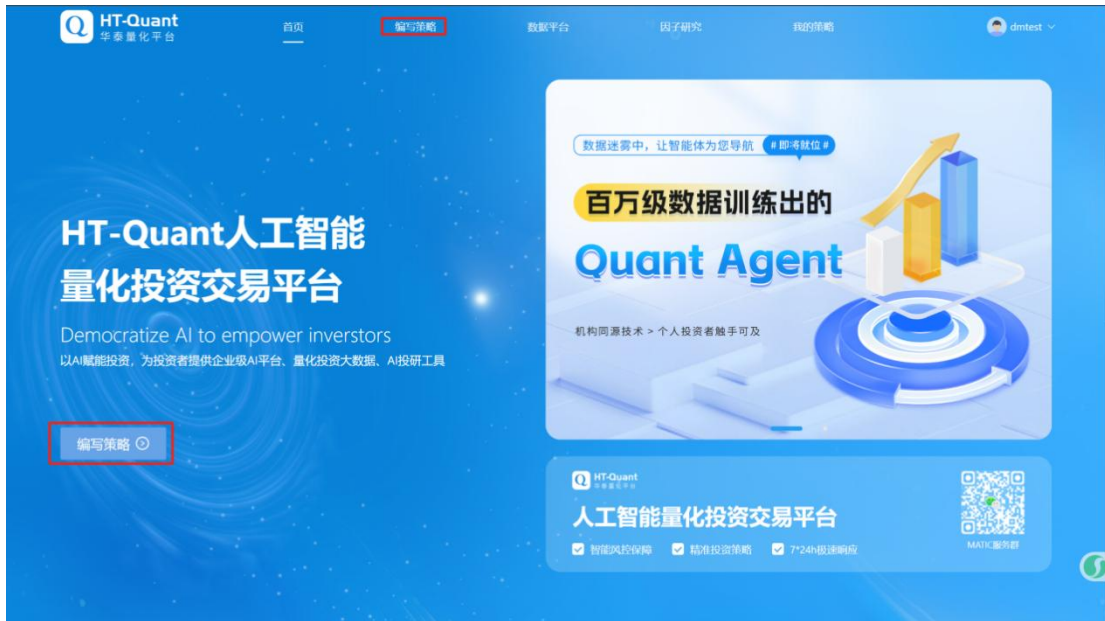 HT-Quant
华泰量化平台
首页
编写策略
数据平台
因子研究
我的策略
dmtest
数据迷雾中，让智能体为您导航
#即将就位#
百万级数据训练出的
Quant Agent
机构同源技术 > 个人投资者触手可及
HT-Quant人工智能
量化投资交易平台
Democratize AI to empower inverstors
以AI赋能投资，为投资者提供企业级AI平台、量化投资大数据、AI投研工具
编写策略
HT-Quant
华泰量化平台
人工智能量化投资交易平台
智能风控保障
精准投资策略
7*24h极速响应
MATIC服务群